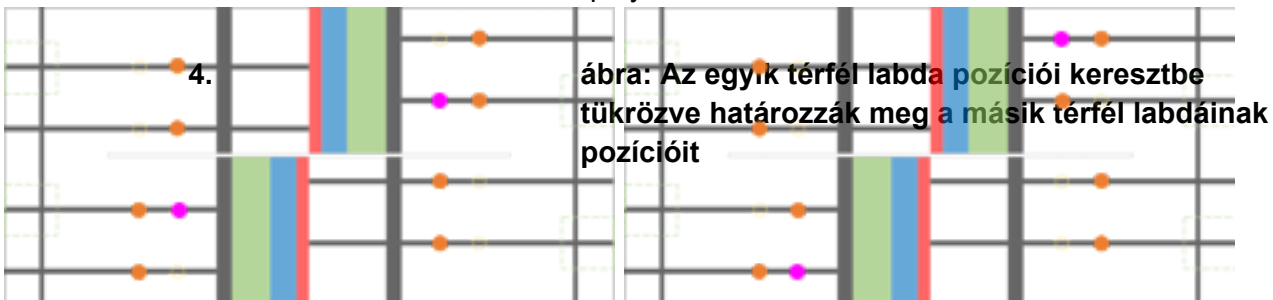 4. ábra: Az egyik térfél labda pozíciói keresztbe
tükrözve határozzák meg a másik térfél labdáinak
pozícióit